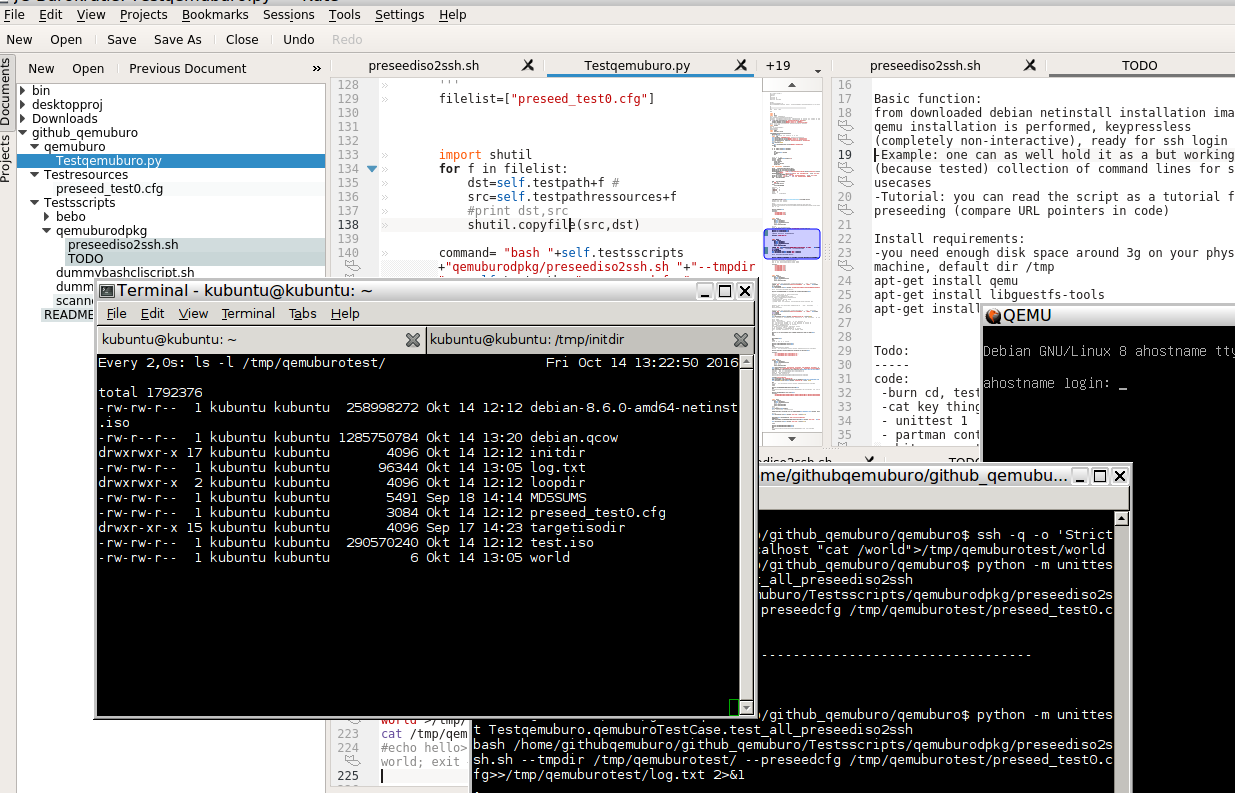 File Edit View Projects Bookmarks Sessions Tools Settings Help
New Open Save Save As Close Undo Redo
Documents
Projects
New Open Previous Document »
bin
desktopproj
Downloads
github_qemuburo
qemuburo
Testqemuburo.py
Testresources
preseed_test0.cfg
Testsscripts
bebo
qemuburodpkg
preseediso2ssh.sh
TODO
dummybashcliscript.sh
README
preseediso2ssh.sh Testqemuburo.py +19
128 '''
129 filelist=["preseed_test0.cfg"]
130
131
132
133 import shutil
134 for f in filelist:
135 dst=self.testpath+f #
136 src=self.testpathressources+f
137 #print dst,src
138 shutil.copyfile(src,dst)
139
140 command= "bash "+self.testsscripts
+"qemuburodpkg/preseediso2ssh.sh "+"--tmpdir
preseediso2ssh.sh TODO
16
17 Basic function:
18 from downloaded debian netinstall installation
qemu installation is performed, keypressless
(completely non-interactive), ready for ssh login
19 -Example: one can as well hold it as a but working
(because tested) collection of command lines for
usecases
20 -Tutorial: you can read the script as a tutorial
preseeding (compare URL pointers in code)
21
22 Install requirements:
23 -you need enough disk space around 3g on your
machine, default dir /tmp
24 apt-get install qemu
25 apt-get install libguestfs-tools
26 apt-get
27
28
29 Todo:
30 -----
31 code:
32 -burn cd,
33 -cat key
34 - unittest 1
35 - partman
Terminal - kubuntu@kubuntu: ~
File Edit View Terminal Tabs Help
kubuntu@kubuntu: ~ kubuntu@kubuntu: /tmp/initdir
Every 2,0s: ls -l /tmp/qemuburotest/ Fri Oct 14 13:22:50 2016
total 1792376
-rw-rw-r-- 1 kubuntu kubuntu 258998272 Okt 14 12:12 debian-8.6.0-amd64-netinst
.iso
-rw-r--r-- 1 kubuntu kubuntu 1285750784 Okt 14 13:20 debian.qcow
drwxrwxr-x 17 kubuntu kubuntu 4096 Okt 14 12:12 initdir
-rw-rw-r-- 1 kubuntu kubuntu 96344 Okt 14 13:05 log.txt
drwxrwxr-x 2 kubuntu kubuntu 4096 Okt 14 12:12 loopdir
-rw-rw-r-- 1 kubuntu kubuntu 5491 Sep 18 14:14 MD5SUMS
-rw-rw-r-- 1 kubuntu kubuntu 3084 Okt 14 12:12 preseed_test0.cfg
drwxr-xr-x 15 kubuntu kubuntu 4096 Sep 17 14:23 targetisodir
-rw-rw-r-- 1 kubuntu kubuntu 290570240 Okt 14 12:12 test.iso
-rw-rw-r-- 1 kubuntu kubuntu 6 Okt 14 13:05 world
QEMU
Debian GNU/Linux 8 ahostname
ahostname login: _
me/githubqemuburo/github_qemubu...
/github_qemuburo/qemuburo$ ssh -q -o 'Strict
calhost "cat /world">/tmp/qemuburotest/world
/github_qemuburo/qemuburo$ python -m unittes
t_all_preseediso2ssh
muburo/Testsscripts/qemuburodpkg/preseediso2s
preseedcfg /tmp/qemuburotest/preseed_test0.c
/github_qemuburo/qemuburo$ python -m unittes
t Testqemuburo.qemuburoTestCase.test_all_preseediso2ssh
bash /home/githubqemuburo/github_qemuburo/Testsscripts/qemuburodpkg/preseediso2s
sh.sh --tmpdir /tmp/qemuburotest/ --preseedcfg /tmp/qemuburotest/preseed_test0.c
fg>>/tmp/qemuburotest/log.txt 2>&1
223 cat /tmp/qem
224 #echo hello>
world; exit
225